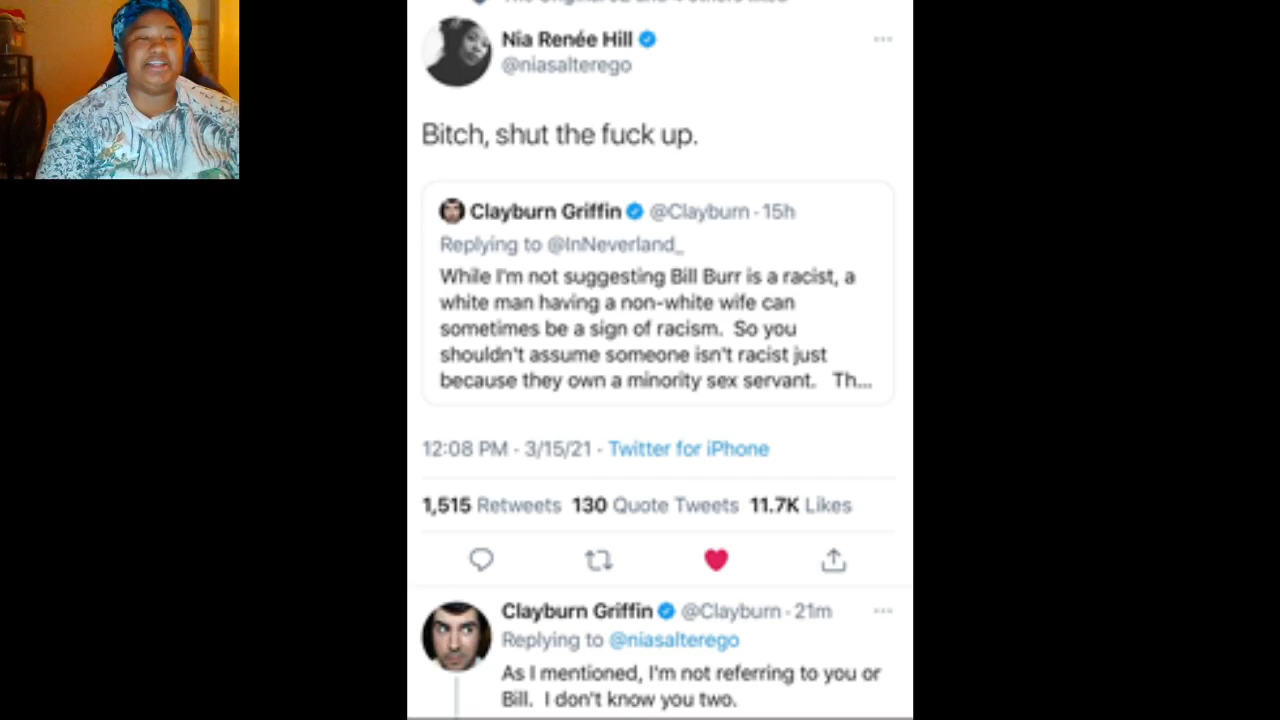 Nia Renée Hill
@niasalterego
Bitch, shut the fuck up.
Clayburn Griffin @Clayburn · 15h
Replying to @InNeverland_
While I'm not suggesting Bill Burr is a racist, a
white man having a non-white wife can
sometimes be a sign of racism. So you
shouldn't assume someone isn't racist just
because they own a minority sex servant. Th...
12:08 PM · 3/15/21 · Twitter for iPhone
1,515 Retweets 130 Quote Tweets 11.7K Likes
Clayburn Griffin @Clayburn · 21m
Replying to @niasalterego
As I mentioned, I'm not referring to you or
Bill. I don't know you two.